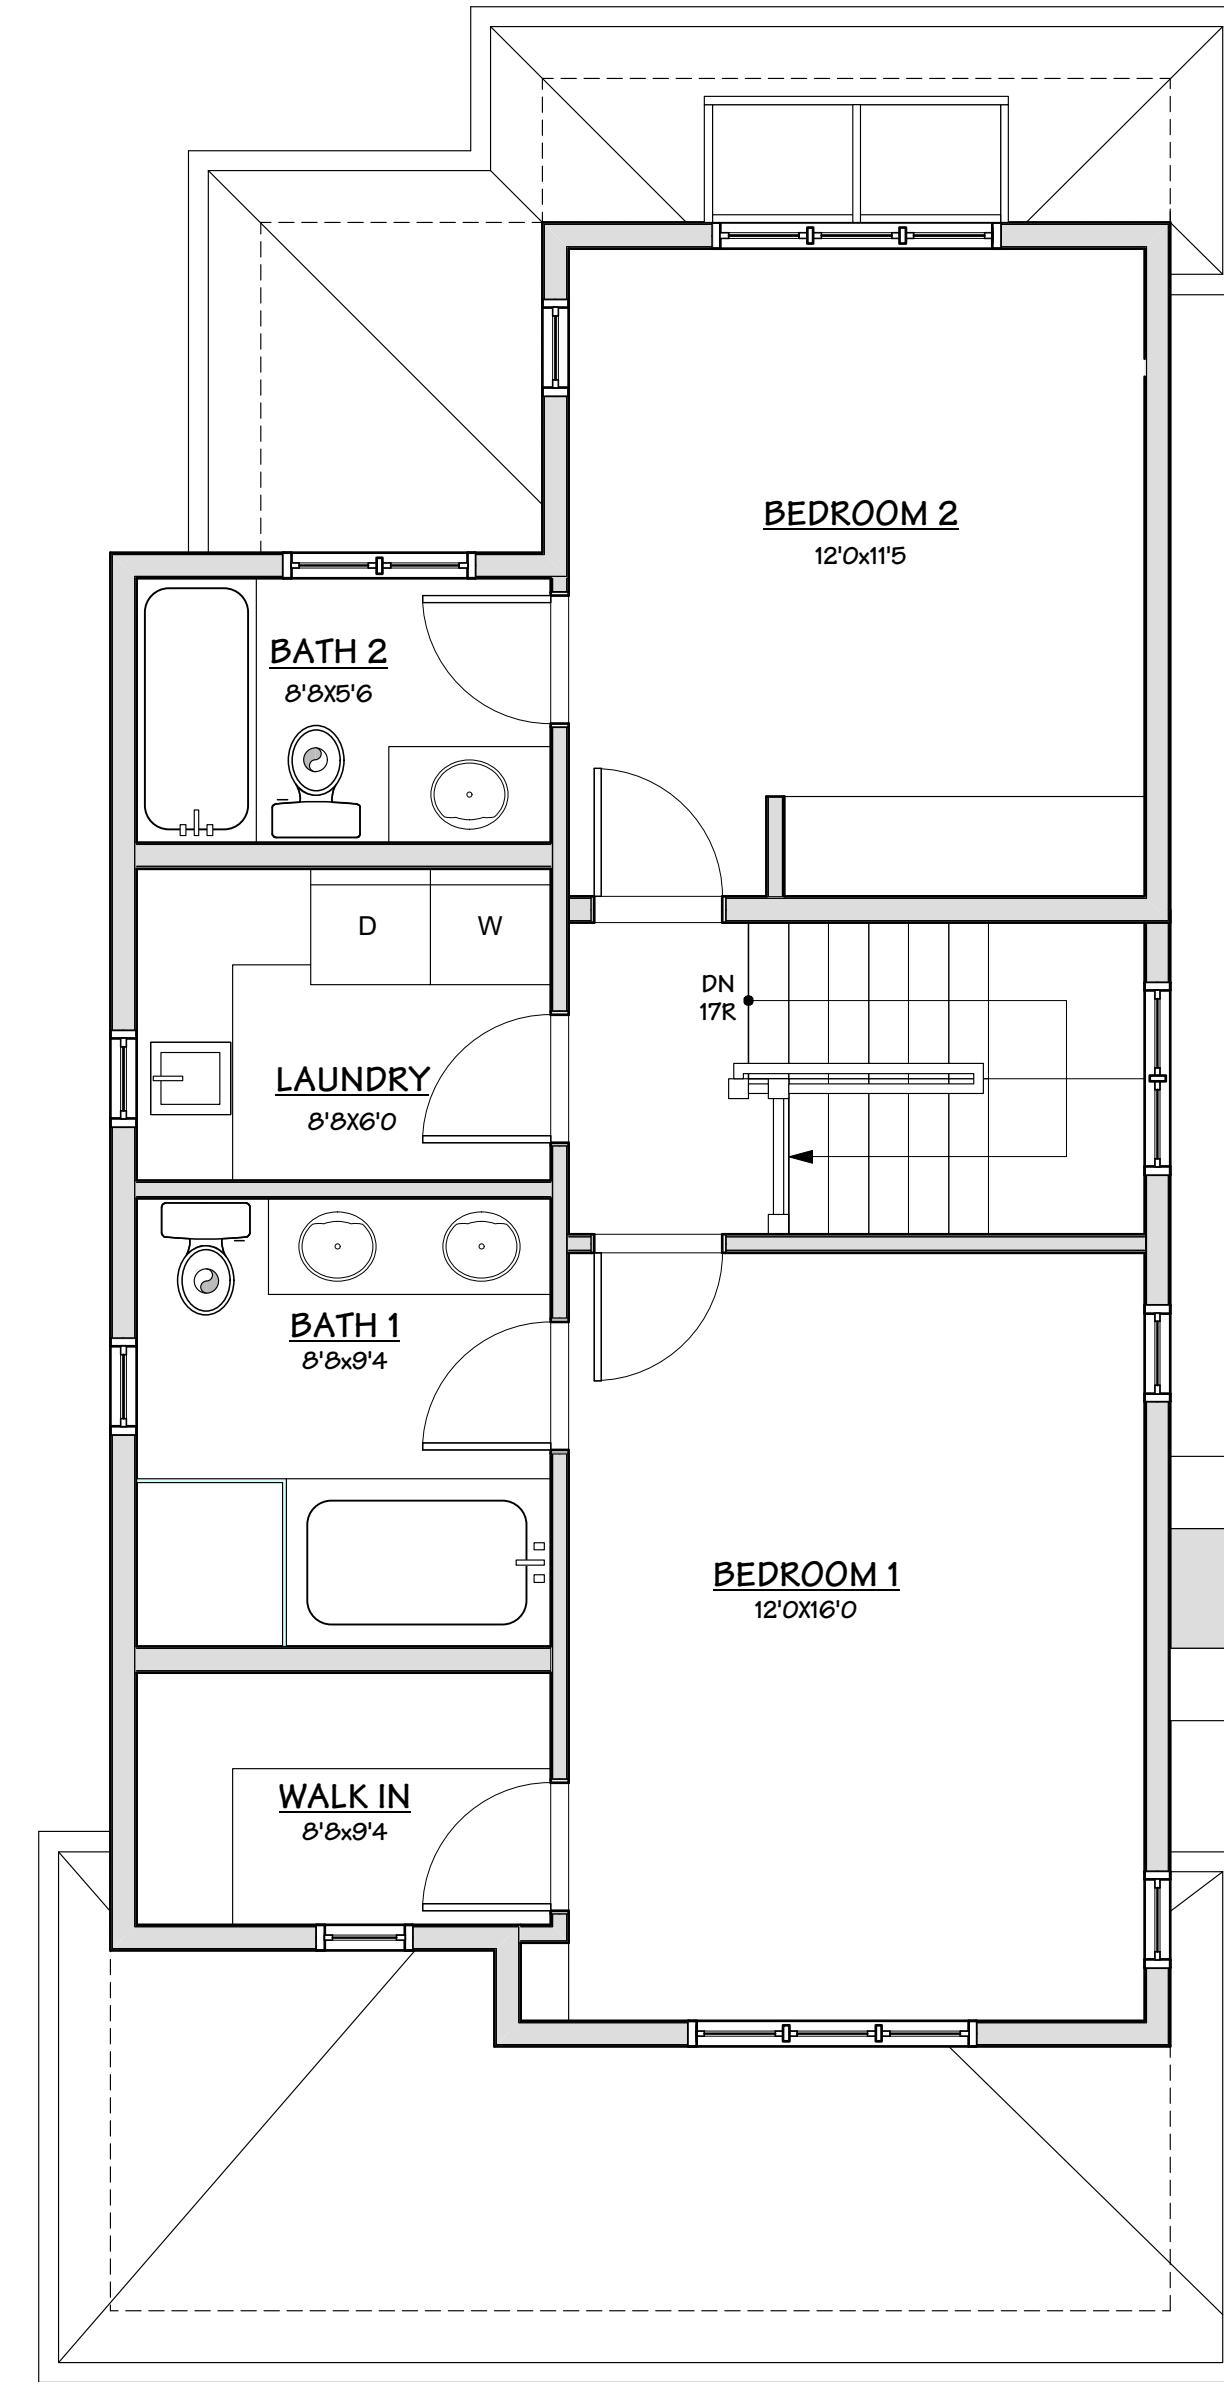 BEDROOM 2
12'0x11'5
BATH 2
8'8X5'6
D
W
DN
17R
LAUNDRY
8'8X6'0
BATH 1
8'8x9'4
BEDROOM 1
12'0X16'0
WALK IN
8'8x9'4